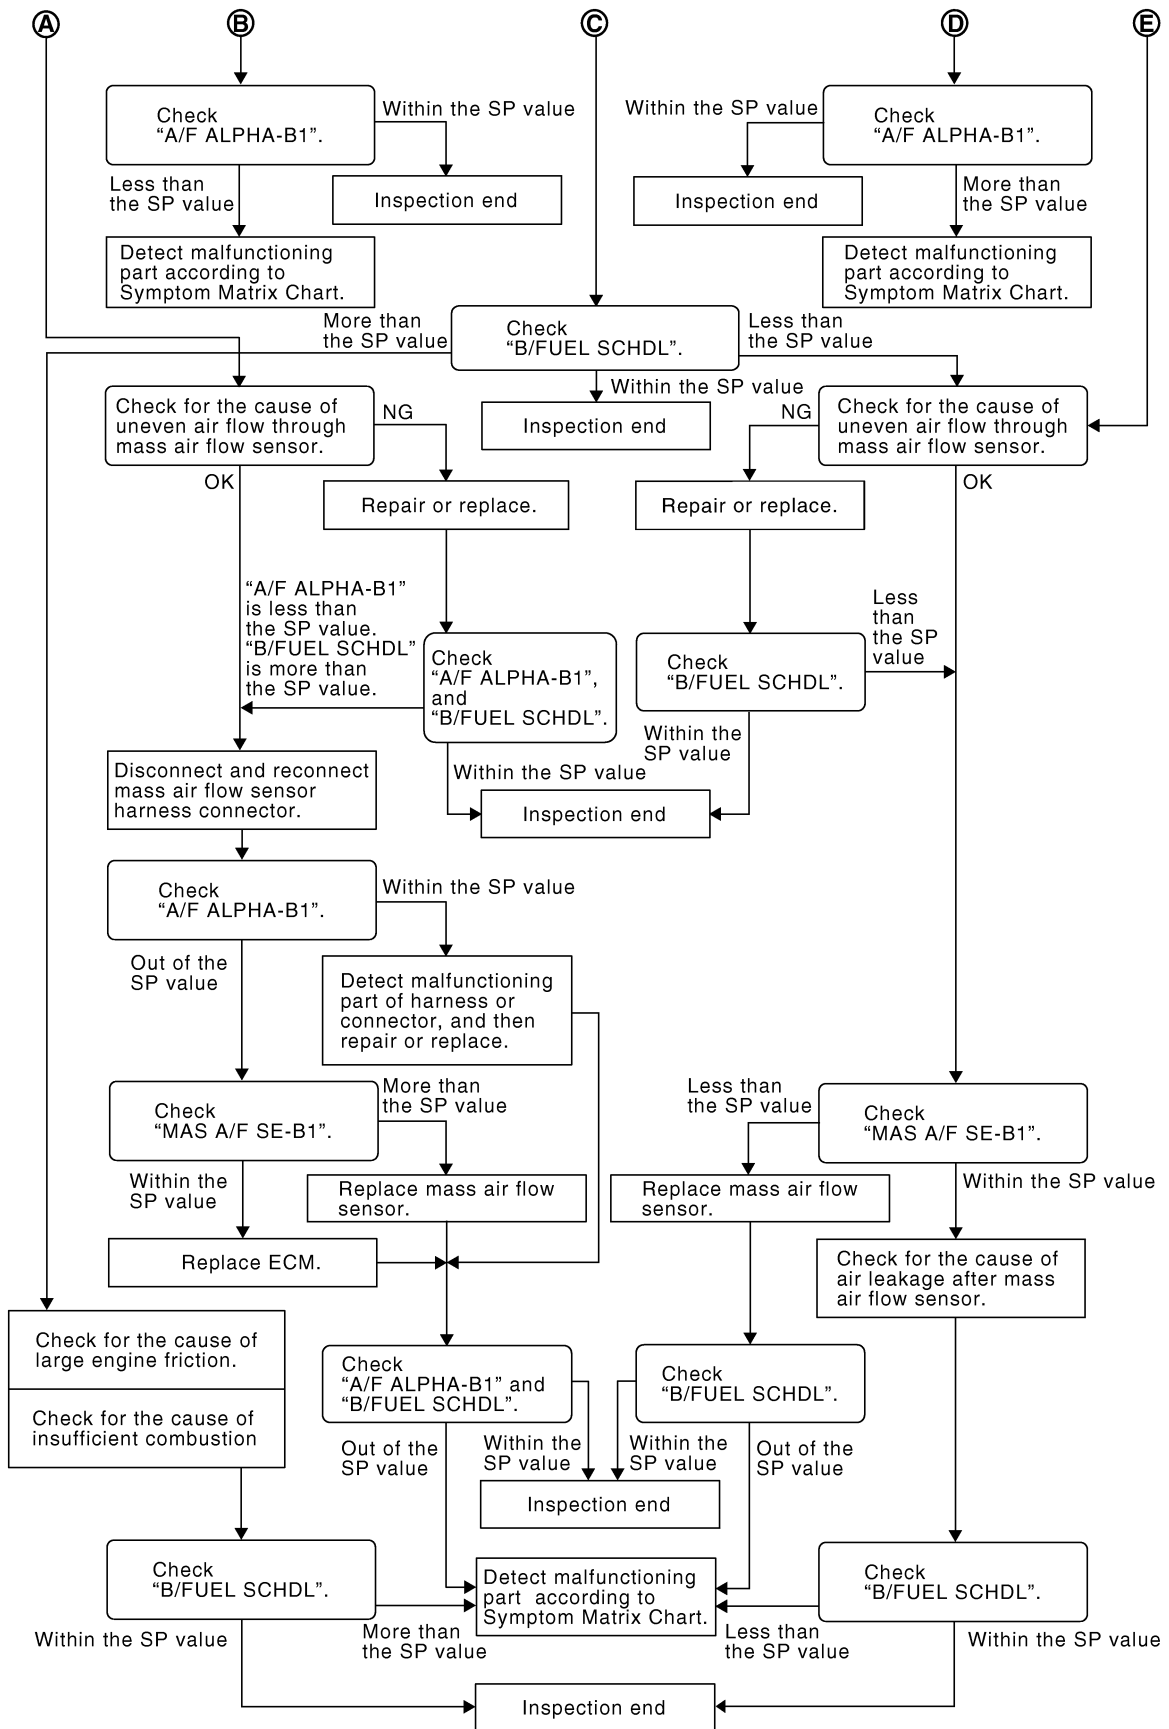 A
B
C
D
E
Check
“A/F ALPHA-B1”.
Within the SP value
Less than
the SP value
Inspection end
Detect malfunctioning
part according to
Symptom Matrix Chart.
Within the SP value
Check
“A/F ALPHA-B1”.
Inspection end
More than
the SP value
Detect malfunctioning
part according to
Symptom Matrix Chart.
More than
the SP value
Check
“B/FUEL SCHDL”.
Less than
the SP value
Within the SP value
Inspection end
Check for the cause of
uneven air flow through
mass air flow sensor.
NG
OK
Repair or replace.
NG
Check for the cause of
uneven air flow through
mass air flow sensor.
OK
Repair or replace.
“A/F ALPHA-B1”
is less than
the SP value.
“B/FUEL SCHDL”
is more than
the SP value.
Check
“A/F ALPHA-B1”,
and
“B/FUEL SCHDL”.
Check
“B/FUEL SCHDL”.
Less
than
the SP
value
Within the
SP value
Within the SP value
Inspection end
Disconnect and reconnect
mass air flow sensor
harness connector.
Check
“A/F ALPHA-B1”.
Within the SP value
Out of the
SP value
Detect malfunctioning
part of harness or
connector, and then
repair or replace.
Check
“MAS A/F SE-B1”.
More than
the SP value
Within the
SP value
Replace mass air flow
sensor.
Replace ECM.
Less than
the SP value
Check
“MAS A/F SE-B1”.
Replace mass air flow
sensor.
Within the SP value
Check for the cause of
air leakage after mass
air flow sensor.
Check for the cause of
large engine friction.
Check for the cause of
insufficient combustion
Check
“A/F ALPHA-B1” and
“B/FUEL SCHDL”.
Check
“B/FUEL SCHDL”.
Out of the
SP value
Within the
SP value
Within the
SP value
Out of the
SP value
Inspection end
Check
“B/FUEL SCHDL”.
Detect malfunctioning
part  according to
Symptom Matrix Chart.
Check
“B/FUEL SCHDL”.
Within the SP value
More than
the SP value
Less than
the SP value
Within the SP value
Inspection end